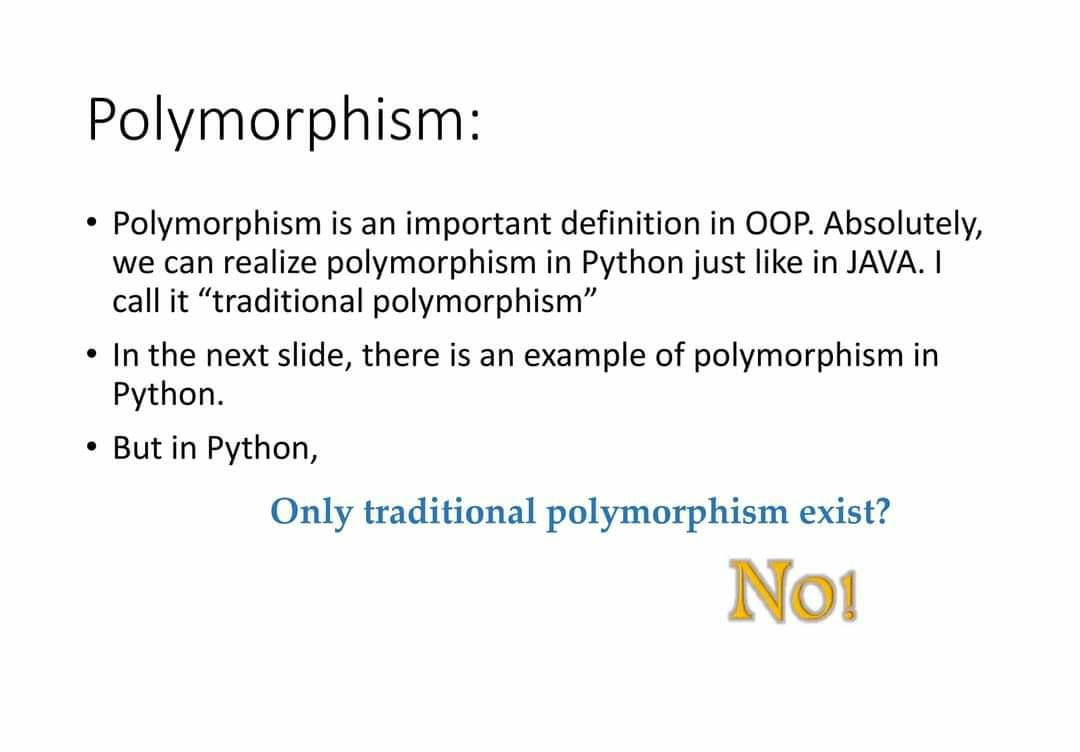 Polymorphism:
• Polymorphism is an important definition in OOP. Absolutely,
we can realize polymorphism in Python just like in JAVA. I
call it “traditional polymorphism”
• In the next slide, there is an example of polymorphism in
Python.
• But in Python,
Only traditional polymorphism exist?
No!